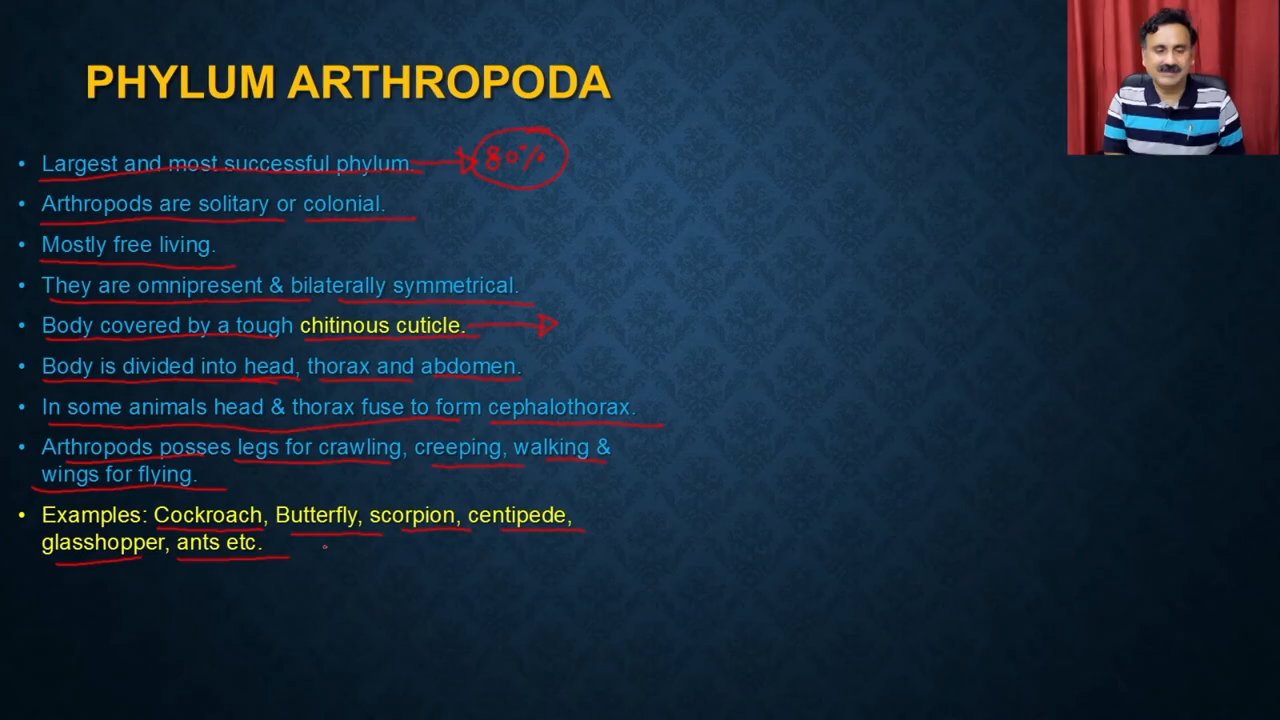 PHYLUM ARTHROPODA
• Largest and most successful phylum. 80%
• Arthropods are solitary or colonial.
• Mostly free living.
• They are omnipresent & bilaterally symmetrical.
• Body covered by a tough chitinous cuticle.
• Body is divided into head, thorax and abdomen.
• In some animals head & thorax fuse to form cephalothorax.
• Arthropods posses legs for crawling, creeping, walking &
wings for flying.
• Examples: Cockroach, Butterfly, scorpion, centipede,
glasshopper, ants etc.